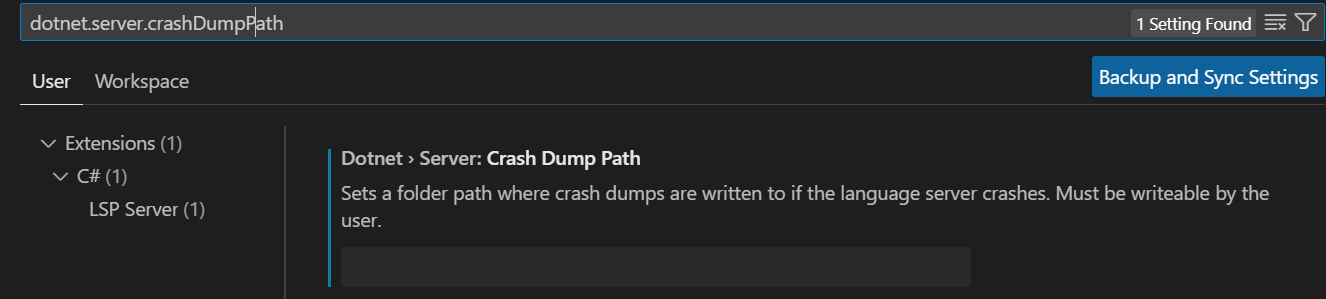 dotnet.server.crashDumpPath
1 Setting Found
User Workspace
Backup and Sync Settings
Extensions (1)
C# (1)
LSP Server (1)
Dotnet › Server: Crash Dump Path
Sets a folder path where crash dumps are written to if the language server crashes. Must be writeable by the
user.